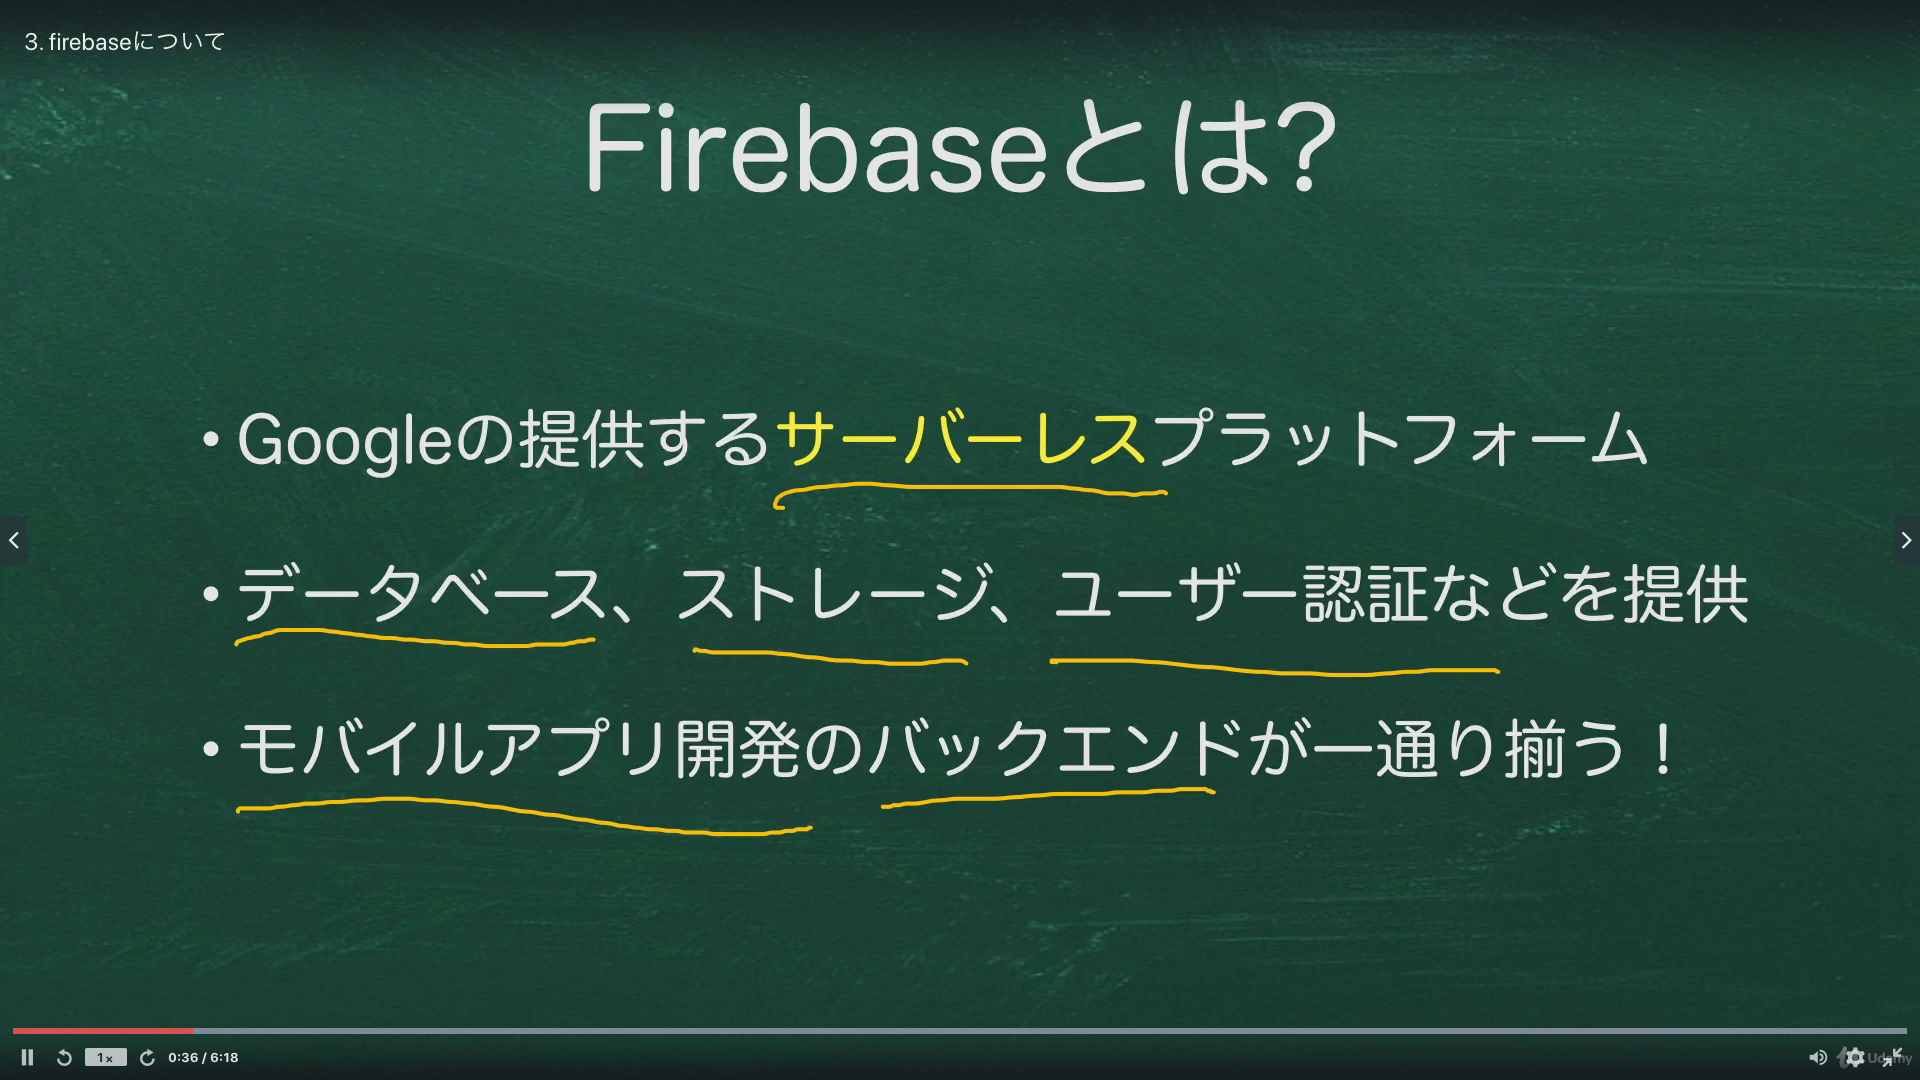 3. firebaseについて
Firebaseとは?
• Googleの提供するサーバーレスプラットフォーム
• データベース、ストレージ、ユーザー認証などを提供
• モバイルアプリ開発のバックエンドが一通り揃う！
1x
0:36 / 6:18
Udemy